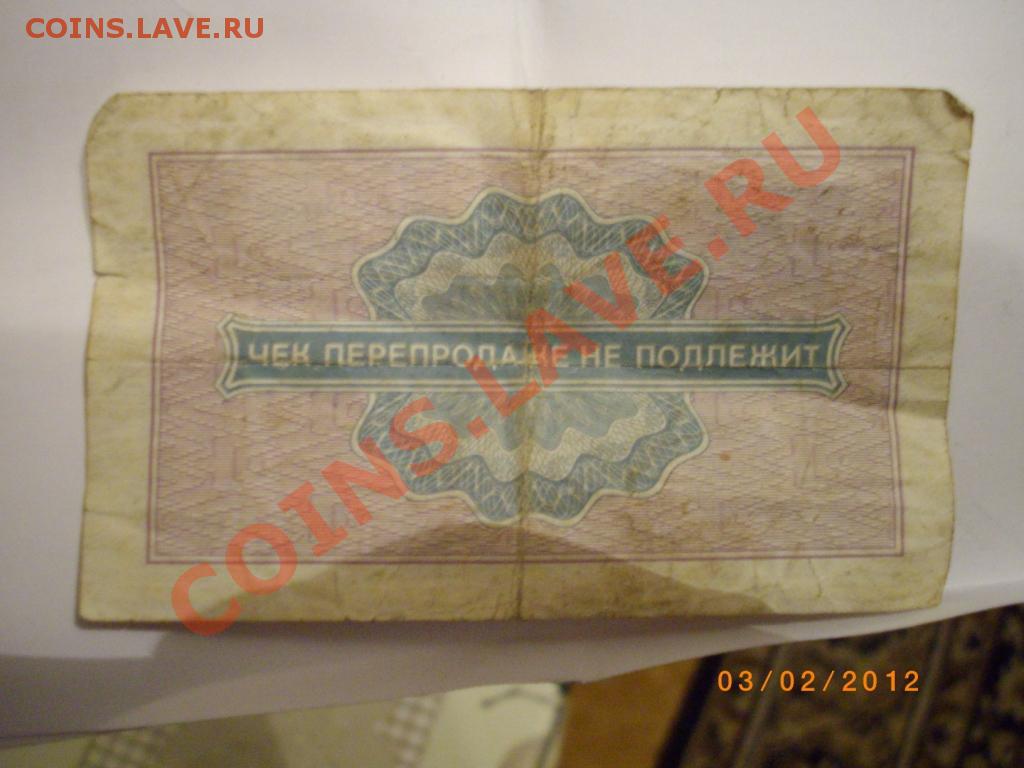 COINS.LAVE.RU
ЧЕК ПЕРЕПРОДАЖЕ НЕ ПОДЛЕЖИТ
COINS.LAVE.RU
03/02/2012